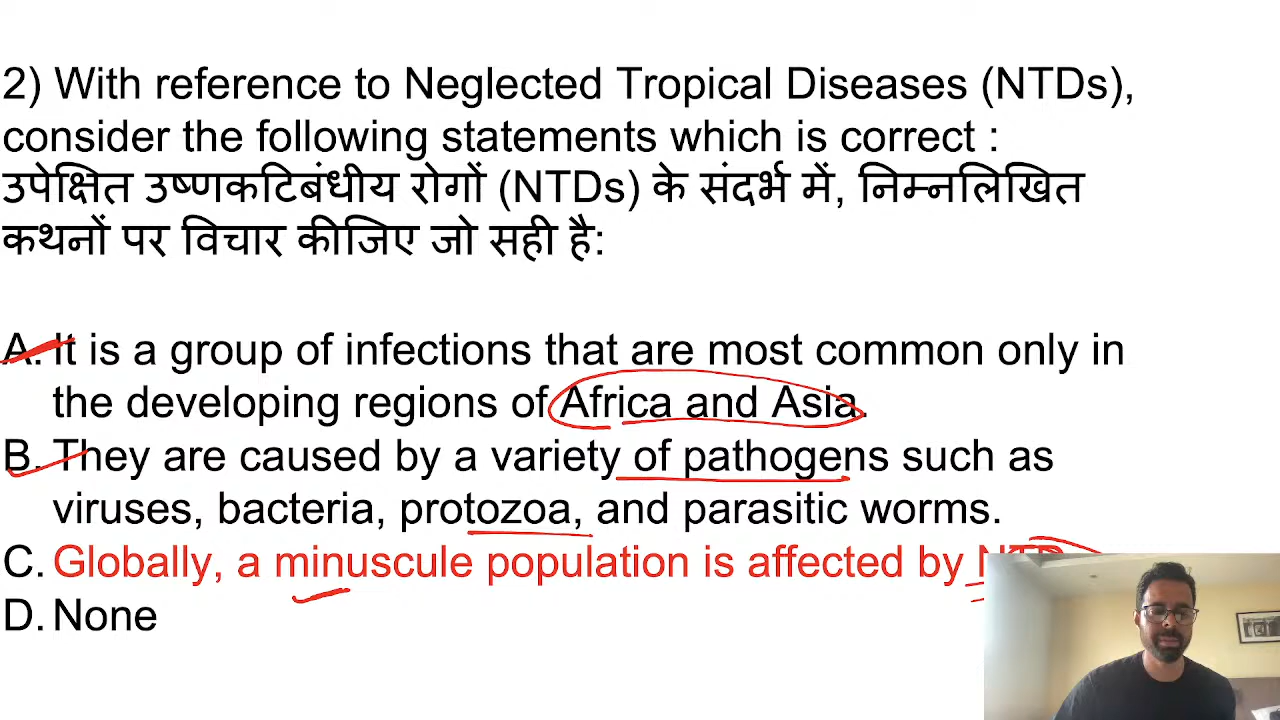 2) With reference to Neglected Tropical Diseases (NTDs),
consider the following statements which is correct :
उपेक्षित उष्णकटिबंधीय रोगों (NTDs) के संदर्भ में, निम्नलिखित
कथनों पर विचार कीजिए जो सही है:
A. It is a group of infections that are most common only in
the developing regions of Africa and Asia.
B. They are caused by a variety of pathogens such as
viruses, bacteria, protozoa, and parasitic worms.
C. Globally, a minuscule population is affected by
D. None